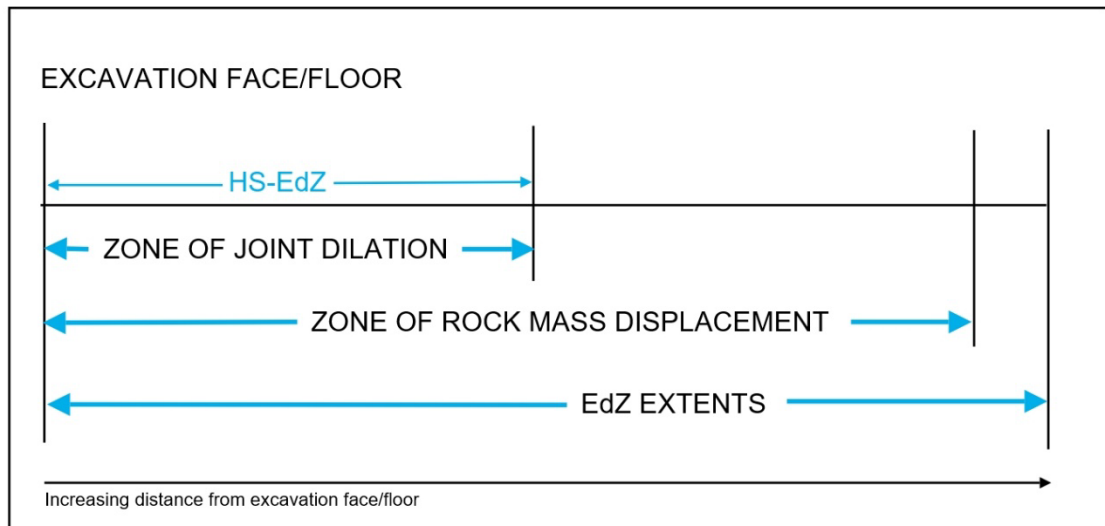 EXCAVATION FACE/FLOOR
HS-EdZ
ZONE OF JOINT DILATION
ZONE OF ROCK MASS DISPLACEMENT
EdZ EXTENTS
Increasing distance from excavation face/floor